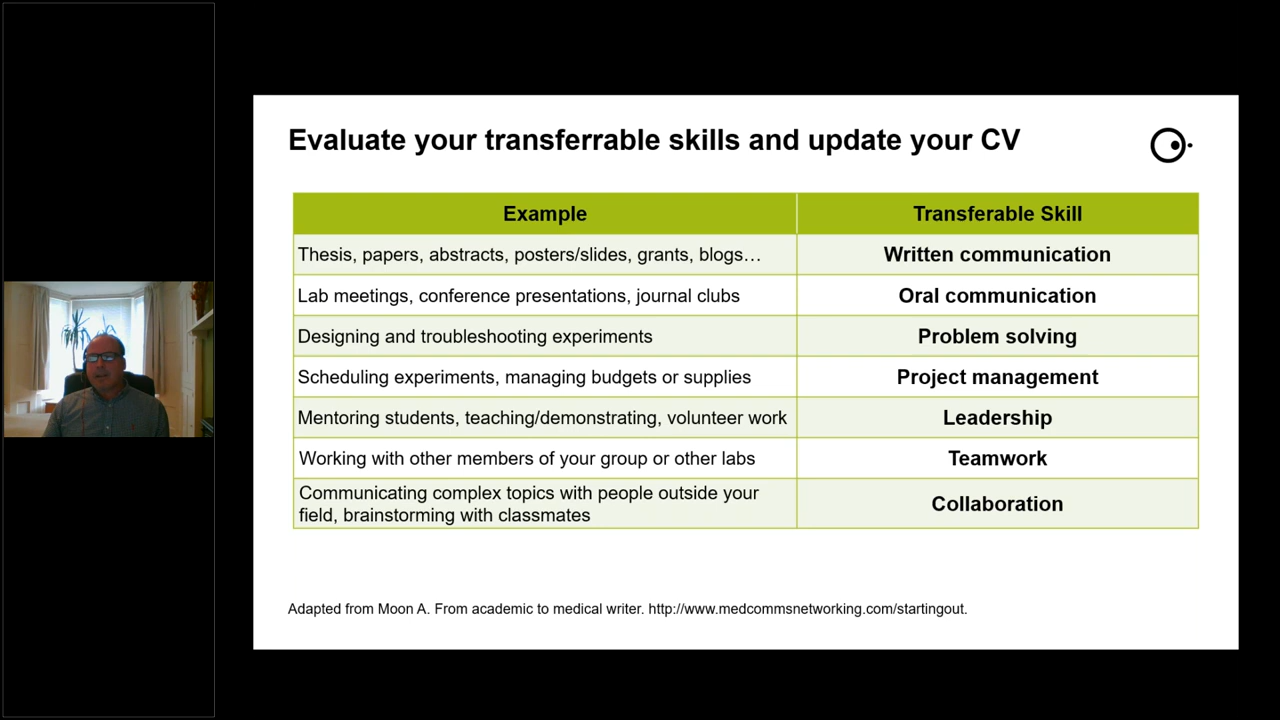 Evaluate your transferrable skills and update your CV
Example
Transferable Skill
Thesis, papers, abstracts, posters/slides, grants, blogs…
Written communication
Lab meetings, conference presentations, journal clubs
Oral communication
Designing and troubleshooting experiments
Problem solving
Scheduling experiments, managing budgets or supplies
Project management
Mentoring students, teaching/demonstrating, volunteer work
Leadership
Working with other members of your group or other labs
Teamwork
Communicating complex topics with people outside your
field, brainstorming with classmates
Collaboration
Adapted from Moon A. From academic to medical writer. http://www.medcommsnetworking.com/startingout.